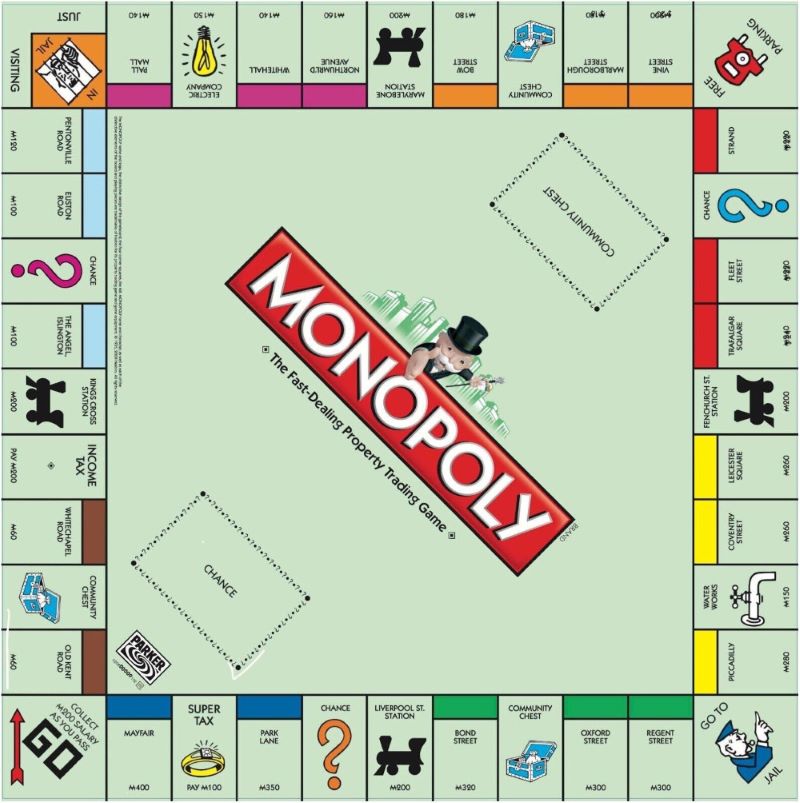 JUST
VISITING
IN
JAIL
PALL
MALL
₩140
ELECTRIC
COMPANY
₩150
WHITEHALL
₩140
NORTHUMRL'D
AVENUE
₩160
MARYLEBONE
STATION
₩200
BOW
STREET
₩180
COMMUNITY
CHEST
MARLBOROUGH
STREET
₩180
VINE
STREET
₩200
FREE
PARKING
STRAND
₩220
CHANCE
FLEET
STREET
₩220
TRAFALGAR
SQUARE
₩240
FENCHURCH ST.
STATION
₩200
LEICESTER
SQUARE
₩260
COVENTRY
STREET
₩260
WATER
WORKS
₩150
PICCADILLY
₩280
GO TO
JAIL
REGENT
STREET
₩300
OXFORD
STREET
₩300
COMMUNITY
CHEST
BOND
STREET
₩320
LIVERPOOL ST.
STATION
₩200
CHANCE
PARK
LANE
₩350
SUPER
TAX
PAY ₩100
MAYFAIR
₩400
COLLECT
₩200 SALARY
AS YOU PASS
GO
OLD KENT
ROAD
₩60
COMMUNITY
CHEST
WHITECHAPEL
ROAD
₩60
INCOME
TAX
PAY ₩200
KINGS CROSS
STATION
₩200
THE ANGEL,
ISLINGTON
₩100
CHANCE
EUSTON
ROAD
₩100
PENTONVILLE
ROAD
₩120
COMMUNITY CHEST
MONOPOLY
BRAND
The Fast-Dealing Property Trading Game
CHANCE
PARKER